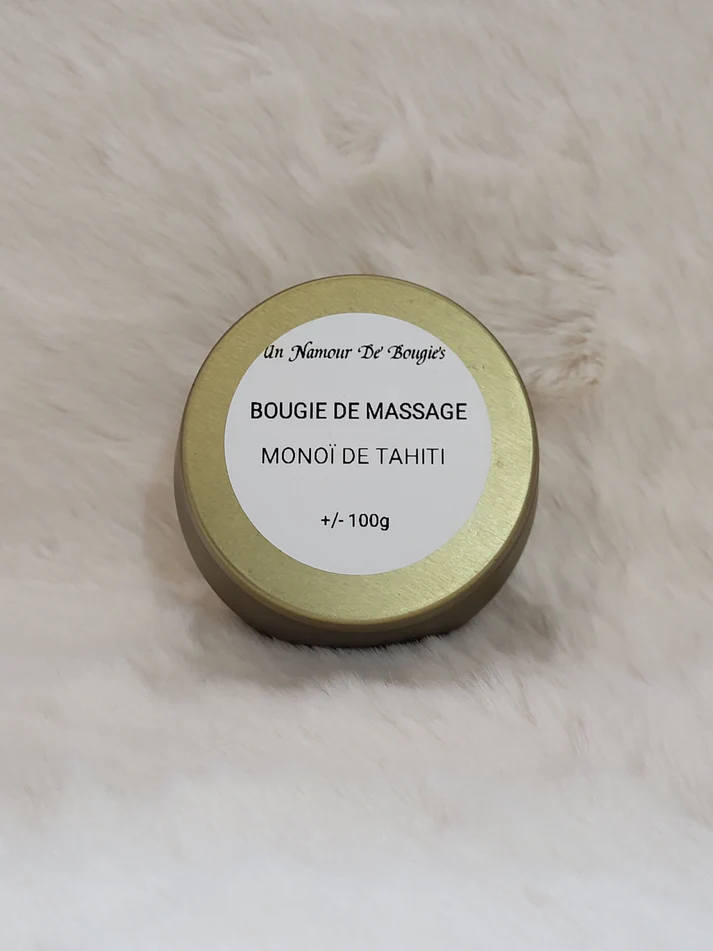 Un Namour De' Bougie's
BOUGIE DE MASSAGE
MONOÏ DE TAHITI
+/- 100g